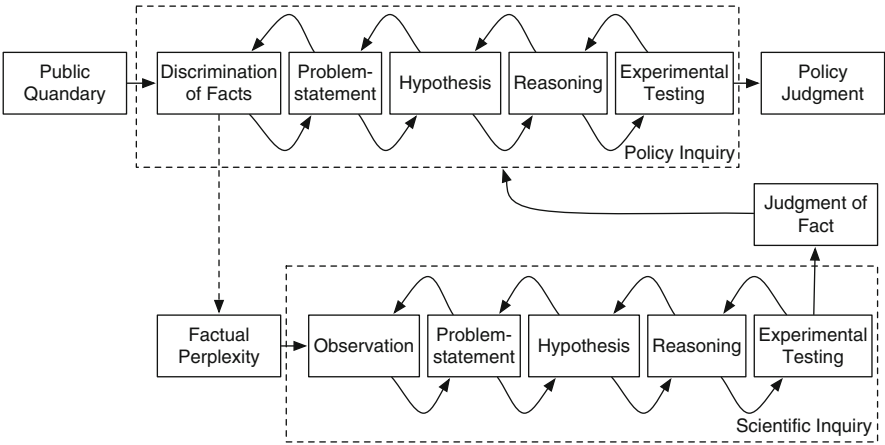 Public
Quandary
Discrimination
of Facts
Problem-
statement
Hypothesis
Reasoning
Experimental
Testing
Policy
Judgment
Policy Inquiry
Judgment of
Fact
Factual
Perplexity
Observation
Problem-
statement
Hypothesis
Reasoning
Experimental
Testing
Scientific Inquiry